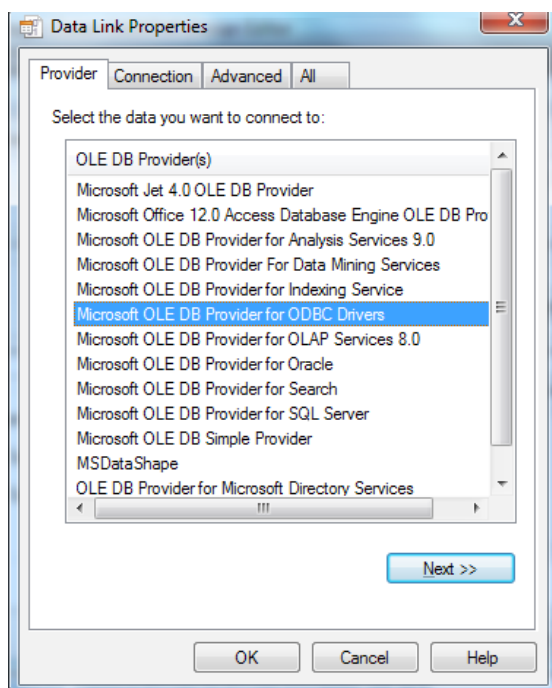 Data Link Properties
Provider Connection Advanced All
Select the data you want to connect to:
OLE DB Provider(s)
Microsoft Jet 4.0 OLE DB Provider
Microsoft Office 12.0 Access Database Engine OLE DB Pro
Microsoft OLE DB Provider for Analysis Services 9.0
Microsoft OLE DB Provider For Data Mining Services
Microsoft OLE DB Provider for Indexing Service
Microsoft OLE DB Provider for ODBC Drivers
Microsoft OLE DB Provider for OLAP Services 8.0
Microsoft OLE DB Provider for Oracle
Microsoft OLE DB Provider for Search
Microsoft OLE DB Provider for SQL Server
Microsoft OLE DB Simple Provider
MSDataShape
OLE DB Provider for Microsoft Directory Services
Next >>
OK Cancel Help